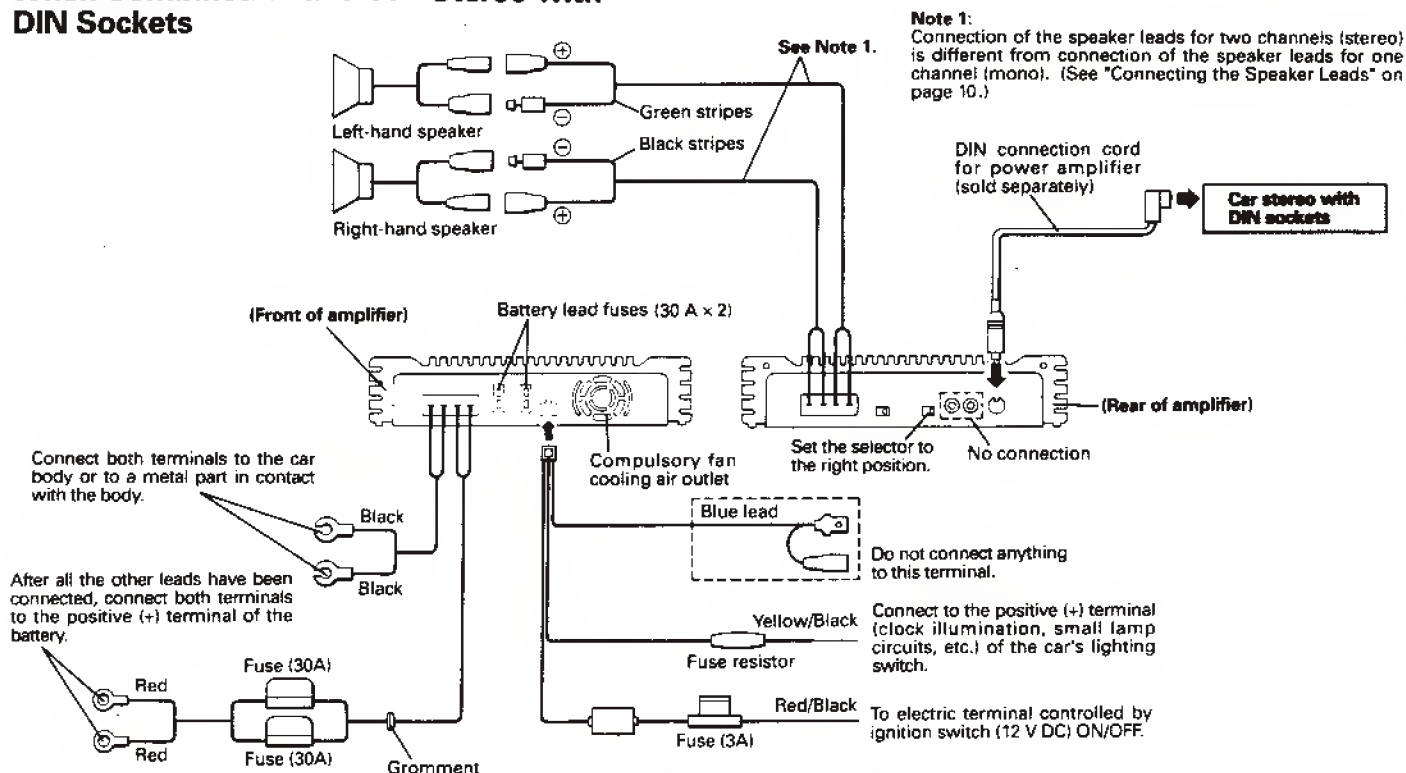 DIN Sockets
Note 1:
Connection of the speaker leads for two channels (stereo)
is different from connection of the speaker leads for one
channel (mono). (See "Connecting the Speaker Leads" on
page 10.)
See Note 1.
⊕
⊖
Green stripes
Left-hand speaker
⊖
Black stripes
⊕
Right-hand speaker
DIN connection cord
for power amplifier
(sold separately)
Car stereo with
DIN sockets
(Front of amplifier)
Battery lead fuses (30 A × 2)
(Rear of amplifier)
Set the selector to
the right position.
No connection
Compulsory fan
cooling air outlet
Connect both terminals to the car
body or to a metal part in contact
with the body.
Black
Black
Blue lead
Do not connect anything
to this terminal.
After all the other leads have been
connected, connect both terminals
to the positive (+) terminal of the
battery.
Yellow/Black
Fuse resistor
Connect to the positive (+) terminal
(clock illumination, small lamp
circuits, etc.) of the car's lighting
switch.
Red
Red
Fuse (30A)
Fuse (30A)
Gromment
Red/Black
Fuse (3A)
To electric terminal controlled by
ignition switch (12 V DC) ON/OFF.